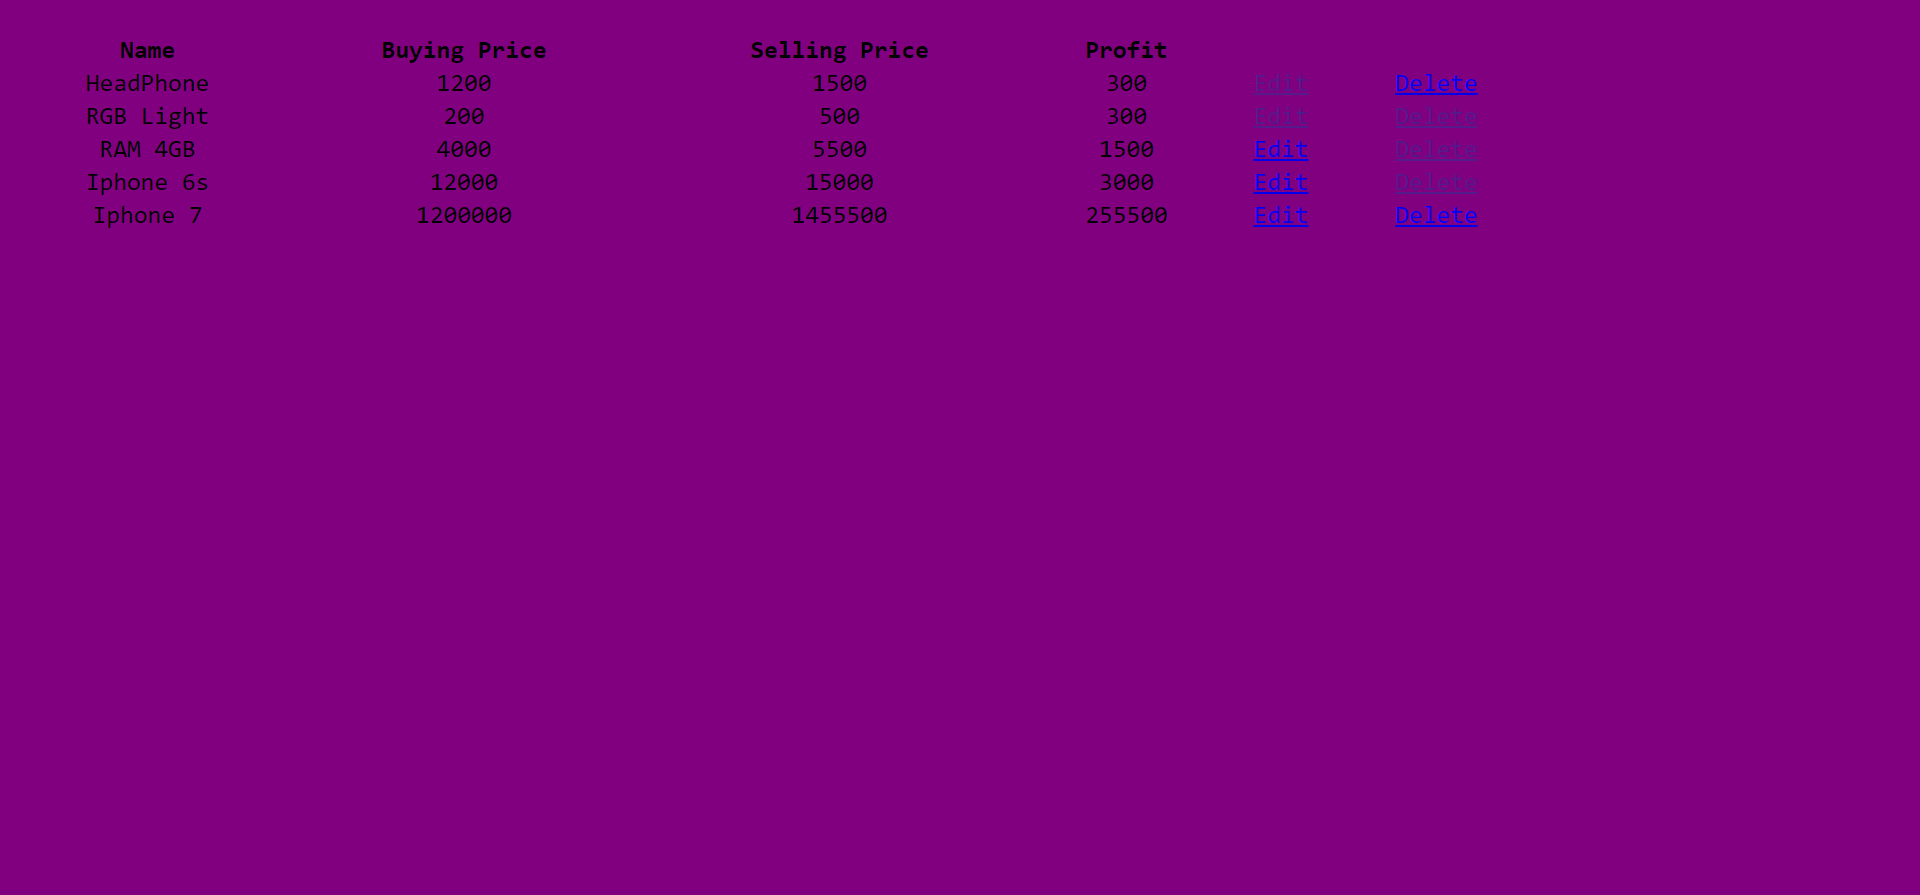 Name Buying Price Selling Price Profit
HeadPhone 1200 1500 300 Edit Delete
RGB Light 200 500 300 Edit Delete
RAM 4GB 4000 5500 1500 Edit Delete
Iphone 6s 12000 15000 3000 Edit Delete
Iphone 7 1200000 1455500 255500 Edit Delete